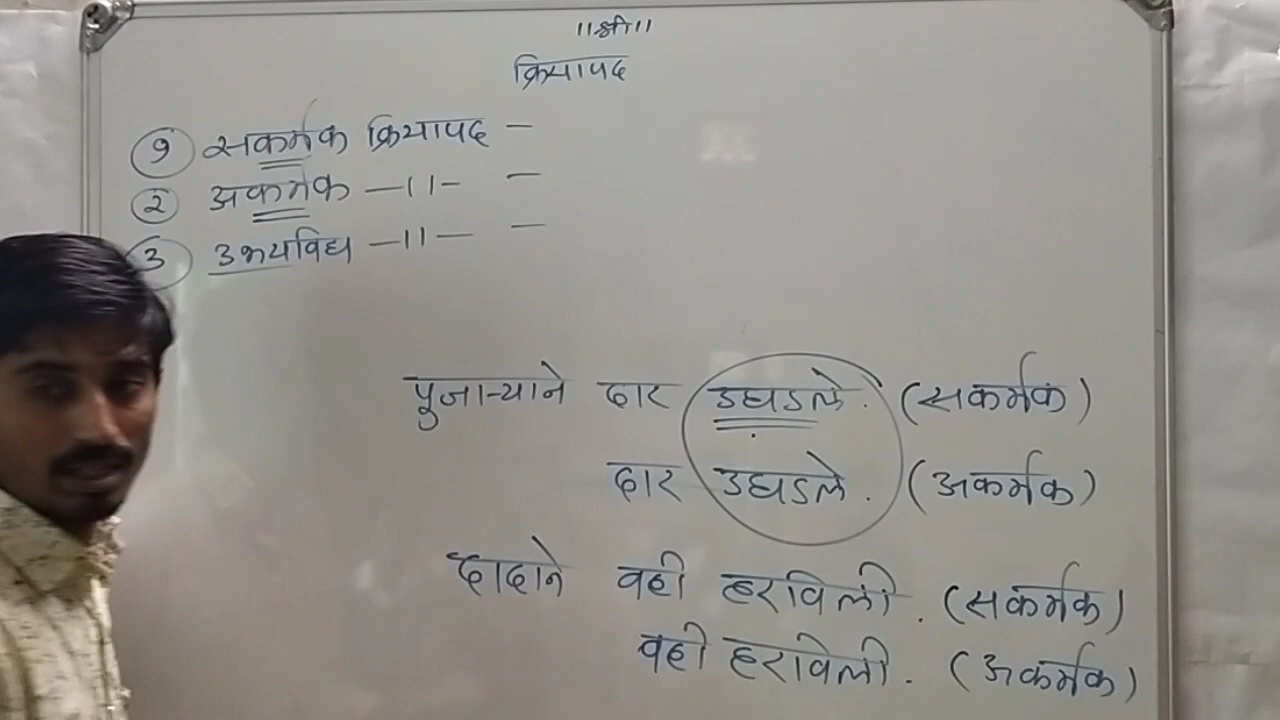 ॥श्री॥
क्रियापद
१ सकर्मक क्रियापद –
२ अकर्मक –॥– –
३ उभयविध –॥– –
पुजाऱ्याने दार उघडले. (सकर्मक)
दार उघडले. (अकर्मक)
दादाने वही हरविली. (सकर्मक)
वही हरविली. (अकर्मक)